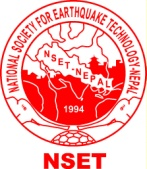 NATIONAL SOCIETY FOR EARTHQUAKE TECHNOLOGY-NEPAL
NSET-NEPAL
1994
NSET